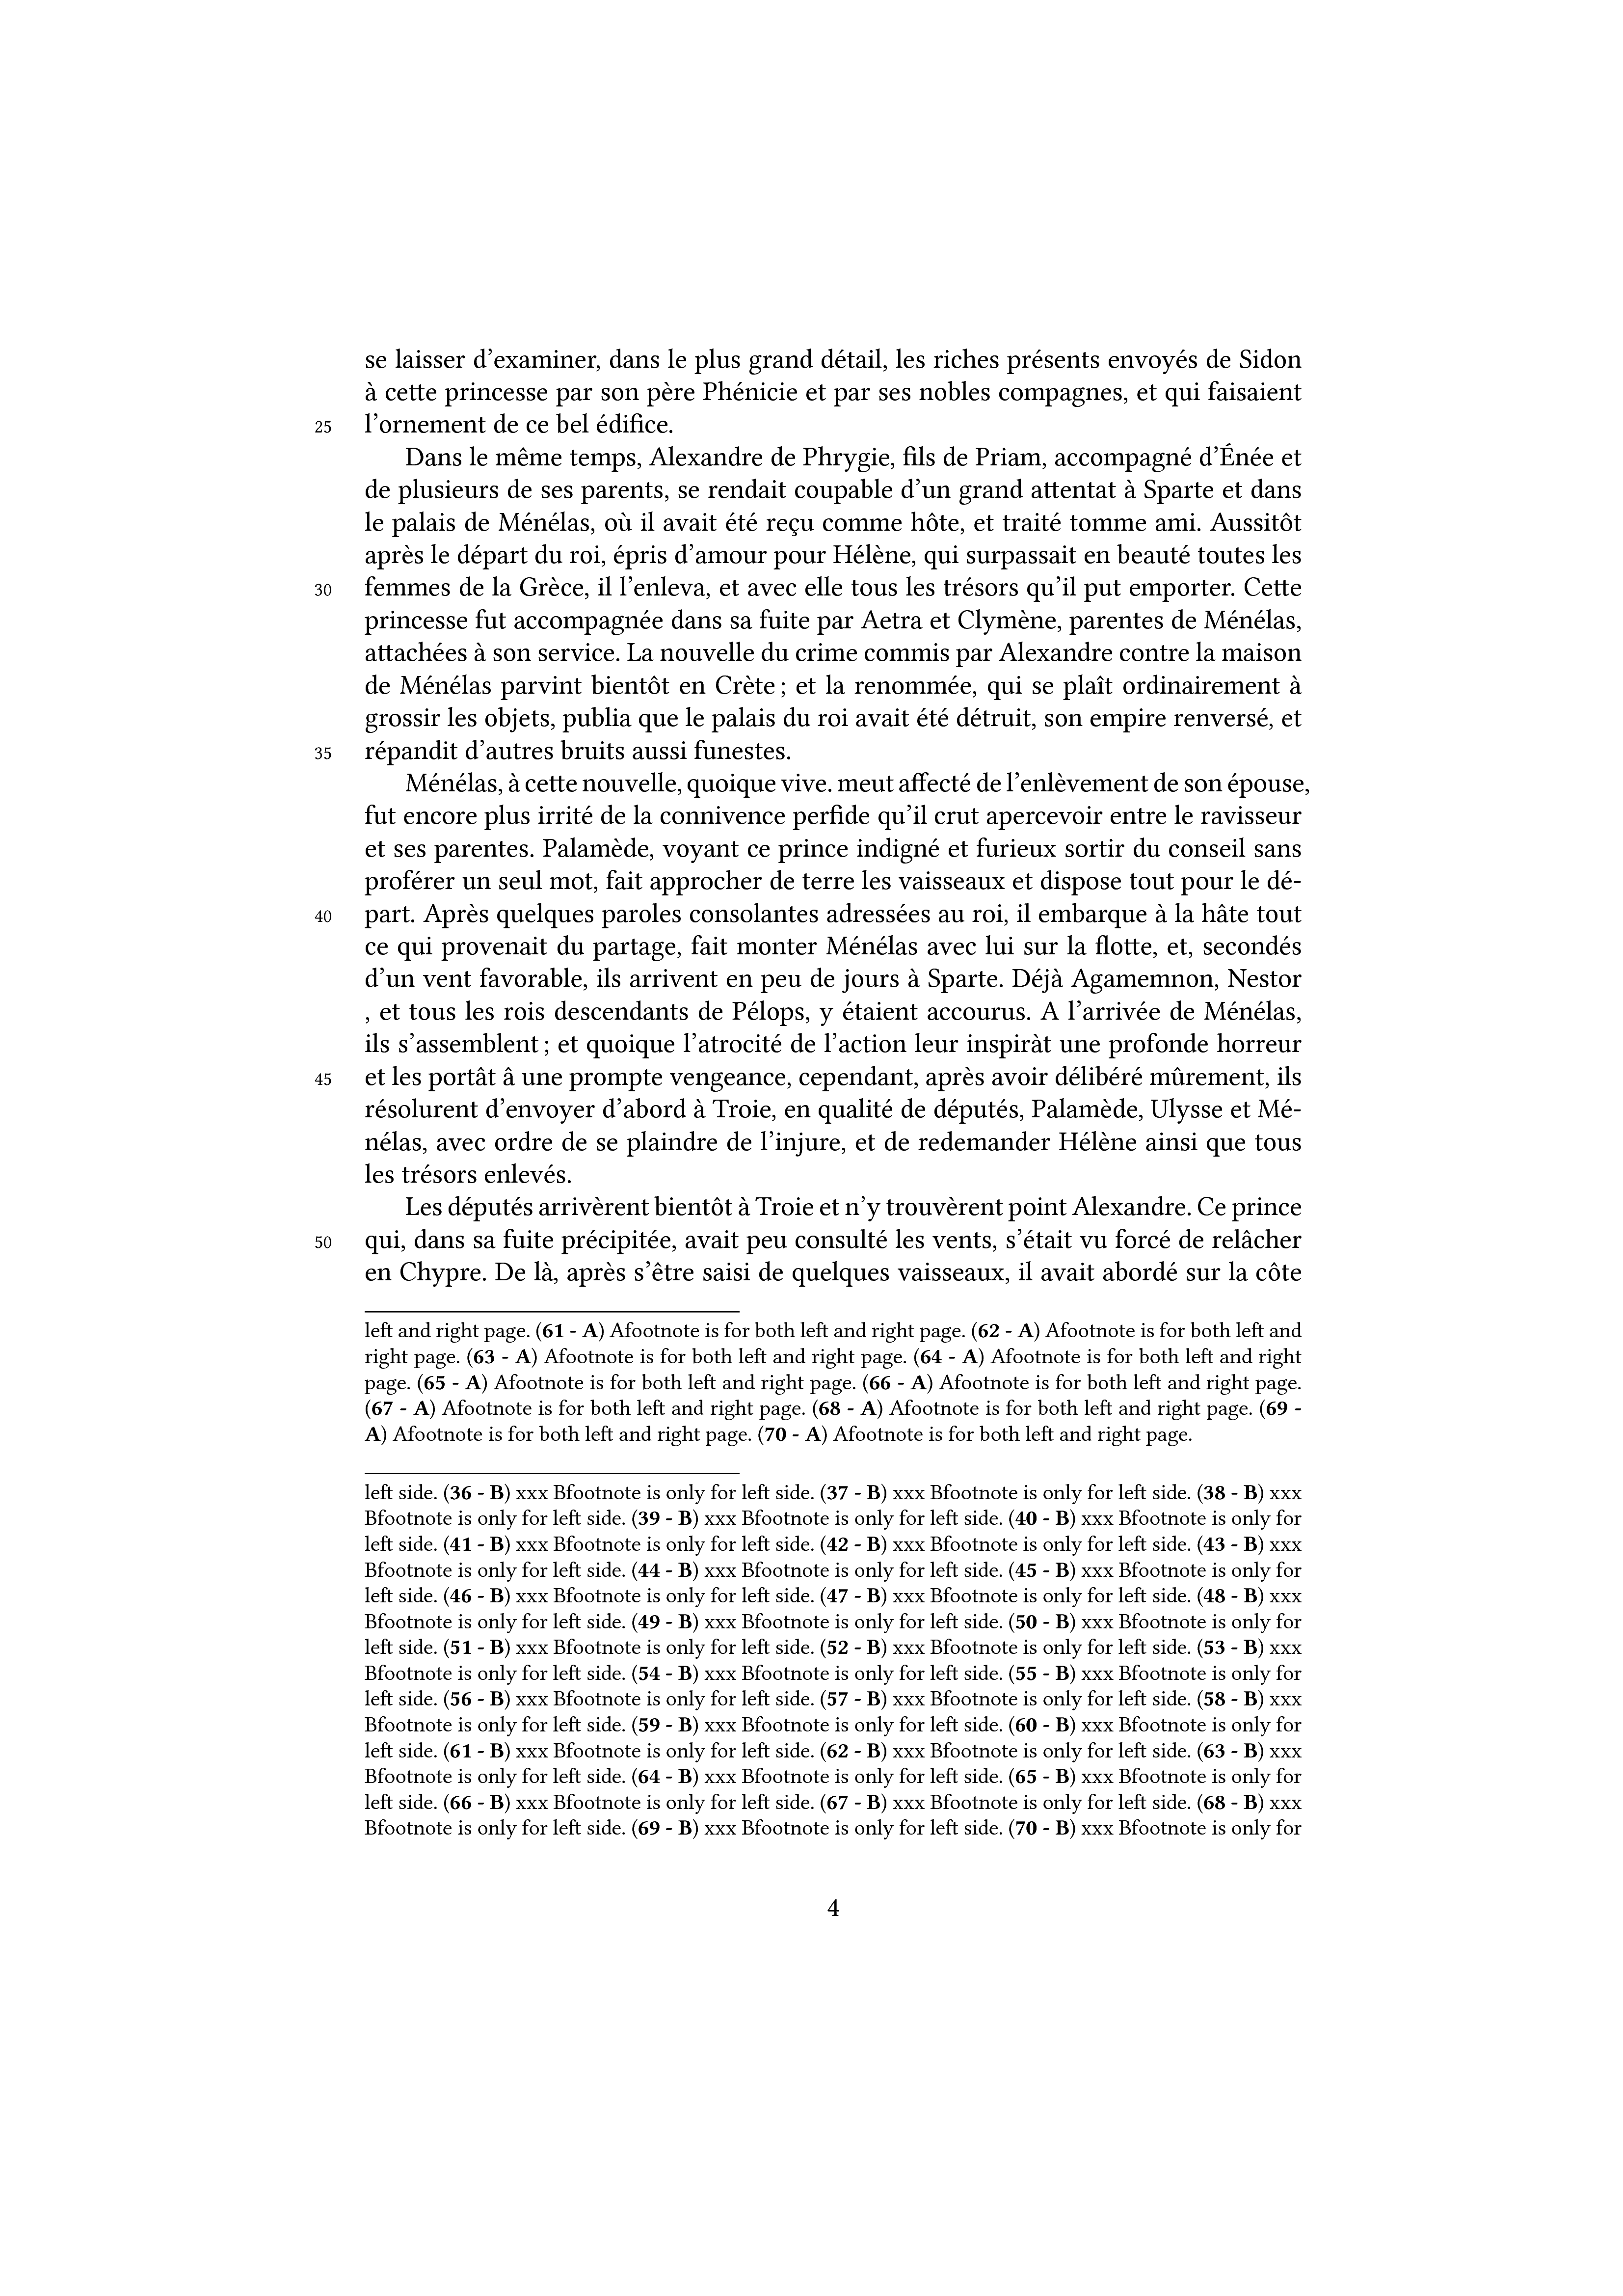 se laisser d’examiner, dans le plus grand détail, les riches présents envoyés de Sidon
à cette princesse par son père Phénicie et par ses nobles compagnes, et qui faisaient
25 l’ornement de ce bel édifice.
Dans le même temps, Alexandre de Phrygie, fils de Priam, accompagné d’Énée et
de plusieurs de ses parents, se rendait coupable d’un grand attentat à Sparte et dans
le palais de Ménélas, où il avait été reçu comme hôte, et traité tomme ami. Aussitôt
après le départ du roi, épris d’amour pour Hélène, qui surpassait en beauté toutes les
30 femmes de la Grèce, il l’enleva, et avec elle tous les trésors qu’il put emporter. Cette
princesse fut accompagnée dans sa fuite par Aetra et Clymène, parentes de Ménélas,
attachées à son service. La nouvelle du crime commis par Alexandre contre la maison
de Ménélas parvint bientôt en Crète ; et la renommée, qui se plaît ordinairement à
grossir les objets, publia que le palais du roi avait été détruit, son empire renversé, et
35 répandit d’autres bruits aussi funestes.
Ménélas, à cette nouvelle, quoique vive. meut affecté de l’enlèvement de son épouse,
fut encore plus irrité de la connivence perfide qu’il crut apercevoir entre le ravisseur
et ses parentes. Palamède, voyant ce prince indigné et furieux sortir du conseil sans
proférer un seul mot, fait approcher de terre les vaisseaux et dispose tout pour le dé-
40 part. Après quelques paroles consolantes adressées au roi, il embarque à la hâte tout
ce qui provenait du partage, fait monter Ménélas avec lui sur la flotte, et, secondés
d’un vent favorable, ils arrivent en peu de jours à Sparte. Déjà Agamemnon, Nestor
, et tous les rois descendants de Pélops, y étaient accourus. A l’arrivée de Ménélas,
ils s’assemblent ; et quoique l’atrocité de l’action leur inspiràt une profonde horreur
45 et les portât â une prompte vengeance, cependant, après avoir délibéré mûrement, ils
résolurent d’envoyer d’abord à Troie, en qualité de députés, Palamède, Ulysse et Mé-
nélas, avec ordre de se plaindre de l’injure, et de redemander Hélène ainsi que tous
les trésors enlevés.
Les députés arrivèrent bientôt à Troie et n’y trouvèrent point Alexandre. Ce prince
50 qui, dans sa fuite précipitée, avait peu consulté les vents, s’était vu forcé de relâcher
en Chypre. De là, après s’être saisi de quelques vaisseaux, il avait abordé sur la côte
left and right page. (61 - A) Afootnote is for both left and right page. (62 - A) Afootnote is for both left and
right page. (63 - A) Afootnote is for both left and right page. (64 - A) Afootnote is for both left and right
page. (65 - A) Afootnote is for both left and right page. (66 - A) Afootnote is for both left and right page.
(67 - A) Afootnote is for both left and right page. (68 - A) Afootnote is for both left and right page. (69 -
A) Afootnote is for both left and right page. (70 - A) Afootnote is for both left and right page.
left side. (36 - B) xxx Bfootnote is only for left side. (37 - B) xxx Bfootnote is only for left side. (38 - B) xxx
Bfootnote is only for left side. (39 - B) xxx Bfootnote is only for left side. (40 - B) xxx Bfootnote is only for
left side. (41 - B) xxx Bfootnote is only for left side. (42 - B) xxx Bfootnote is only for left side. (43 - B) xxx
Bfootnote is only for left side. (44 - B) xxx Bfootnote is only for left side. (45 - B) xxx Bfootnote is only for
left side. (46 - B) xxx Bfootnote is only for left side. (47 - B) xxx Bfootnote is only for left side. (48 - B) xxx
Bfootnote is only for left side. (49 - B) xxx Bfootnote is only for left side. (50 - B) xxx Bfootnote is only for
left side. (51 - B) xxx Bfootnote is only for left side. (52 - B) xxx Bfootnote is only for left side. (53 - B) xxx
Bfootnote is only for left side. (54 - B) xxx Bfootnote is only for left side. (55 - B) xxx Bfootnote is only for
left side. (56 - B) xxx Bfootnote is only for left side. (57 - B) xxx Bfootnote is only for left side. (58 - B) xxx
Bfootnote is only for left side. (59 - B) xxx Bfootnote is only for left side. (60 - B) xxx Bfootnote is only for
left side. (61 - B) xxx Bfootnote is only for left side. (62 - B) xxx Bfootnote is only for left side. (63 - B) xxx
Bfootnote is only for left side. (64 - B) xxx Bfootnote is only for left side. (65 - B) xxx Bfootnote is only for
left side. (66 - B) xxx Bfootnote is only for left side. (67 - B) xxx Bfootnote is only for left side. (68 - B) xxx
Bfootnote is only for left side. (69 - B) xxx Bfootnote is only for left side. (70 - B) xxx Bfootnote is only for
4